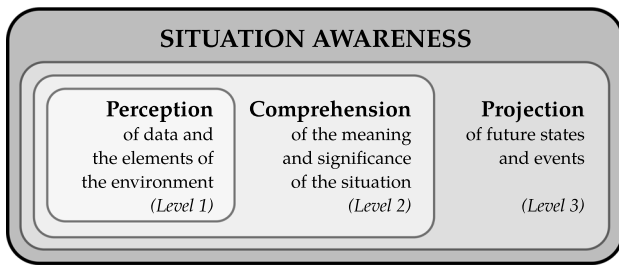 SITUATION AWARENESS
Perception
of data and
the elements of
the environment
(Level 1)
Comprehension
of the meaning
and significance
of the situation
(Level 2)
Projection
of future states
and events
(Level 3)